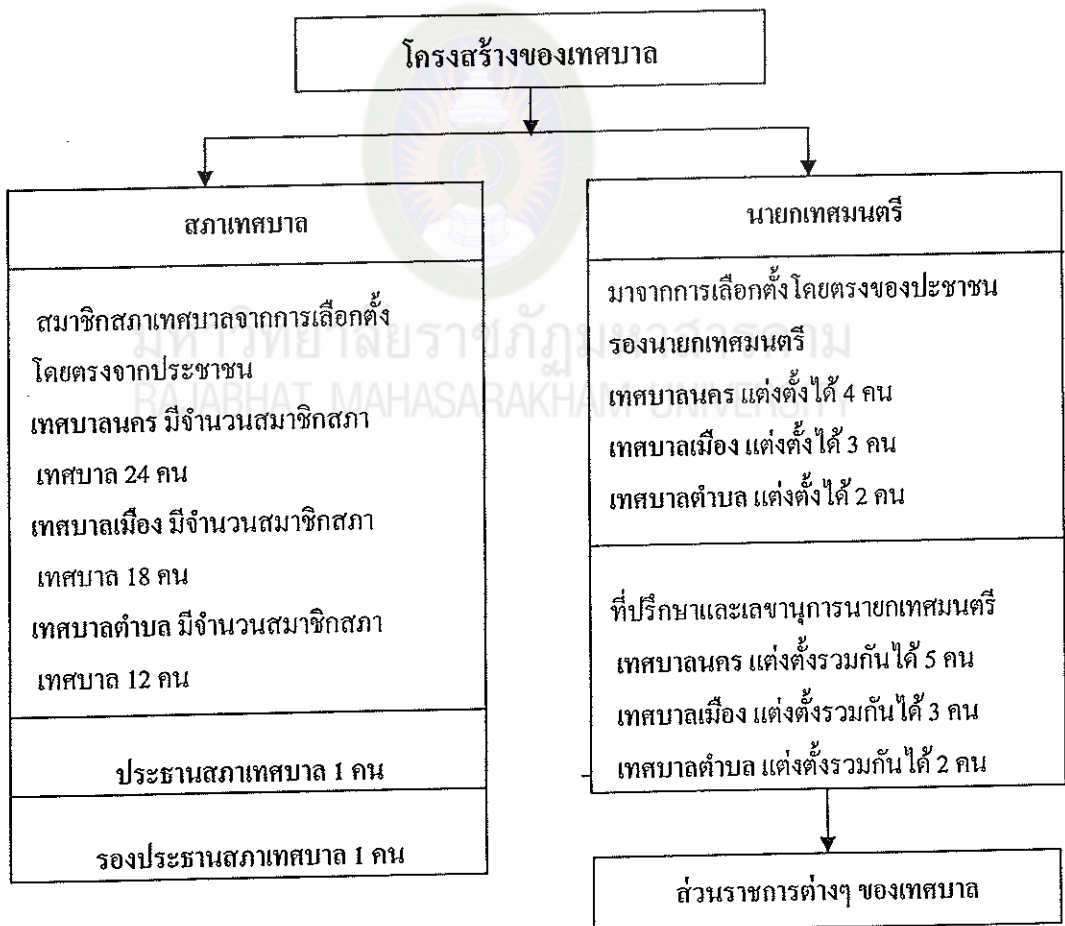 โครงสร้างของเทศบาล
สภาเทศบาล
สมาชิกสภาเทศบาลจากการเลือกตั้ง
โดยตรงจากประชาชน
เทศบาลนคร มีจำนวนสมาชิกสภา
เทศบาล 24 คน
เทศบาลเมือง มีจำนวนสมาชิกสภา
เทศบาล 18 คน
เทศบาลตำบล มีจำนวนสมาชิกสภา
เทศบาล 12 คน
ประธานสภาเทศบาล 1 คน
รองประธานสภาเทศบาล 1 คน
นายกเทศมนตรี
มาจากการเลือกตั้งโดยตรงของปะชาชน
รองนายกเทศมนตรี
เทศบาลนคร แต่งตั้งได้ 4 คน
เทศบาลเมือง แต่งตั้งได้ 3 คน
เทศบาลตำบล แต่งตั้งได้ 2 คน
ที่ปรึกษาและเลขานุการนายกเทศมนตรี
เทศบาลนคร แต่งตั้งรวมกันได้ 5 คน
เทศบาลเมือง แต่งตั้งรวมกันได้ 3 คน
เทศบาลตำบล แต่งตั้งรวมกันได้ 2 คน
ส่วนราชการต่างๆ ของเทศบาล
มหาวิทยาลัยราชภัฏมหาสารคาม
RAJABHAT MAHASARAKHAM UNIVERSITY